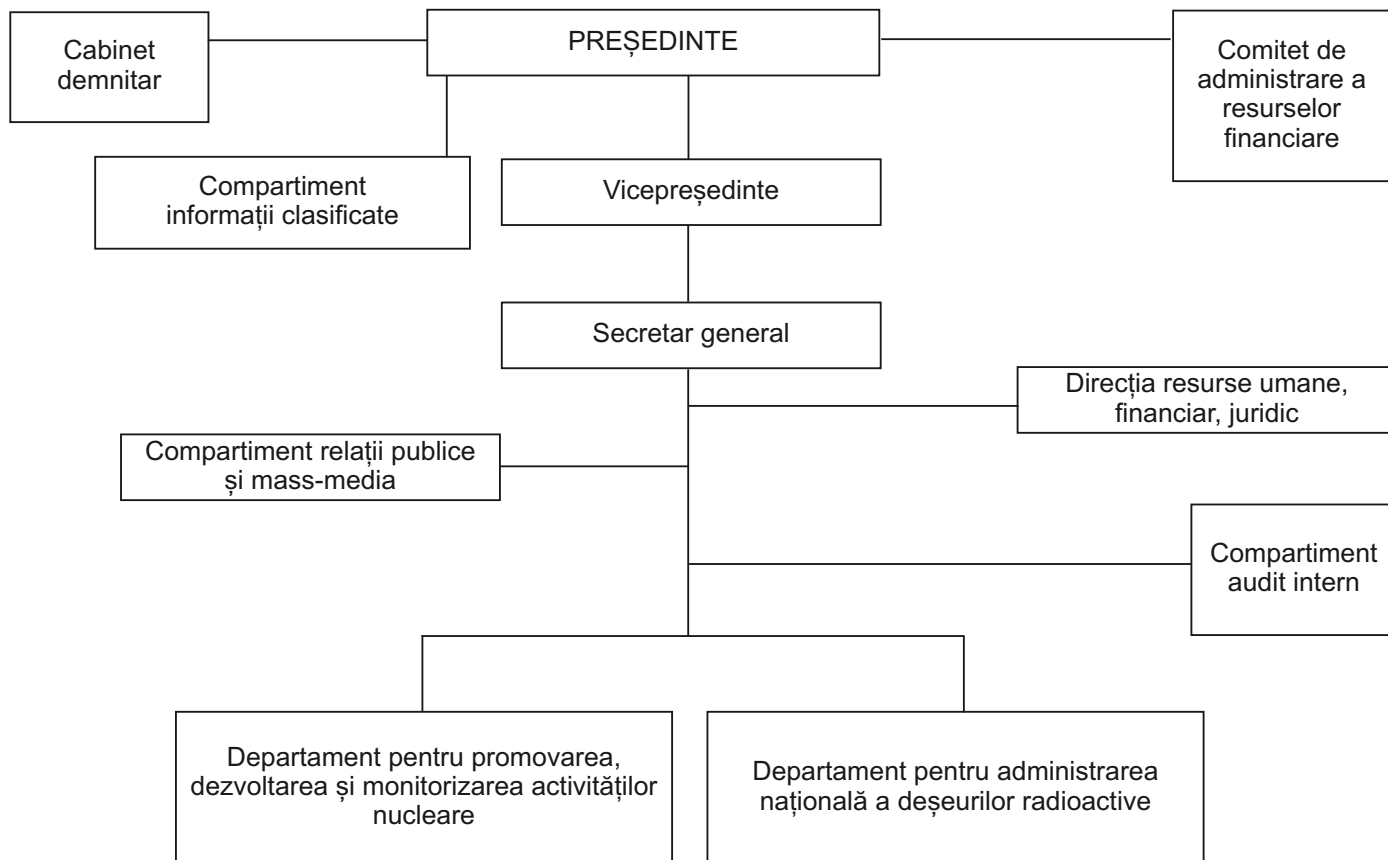 PREȘEDINTE
Cabinet
demnitar
Comitet de
administrare a
resurselor
financiare
Compartiment
informații clasificate
Vicepreședinte
Secretar general
Direcția resurse umane,
financiar, juridic
Compartiment relații publice
și mass-media
Compartiment
audit intern
Departament pentru promovarea,
dezvoltarea și monitorizarea activităților
nucleare
Departament pentru administrarea
națională a deșeurilor radioactive